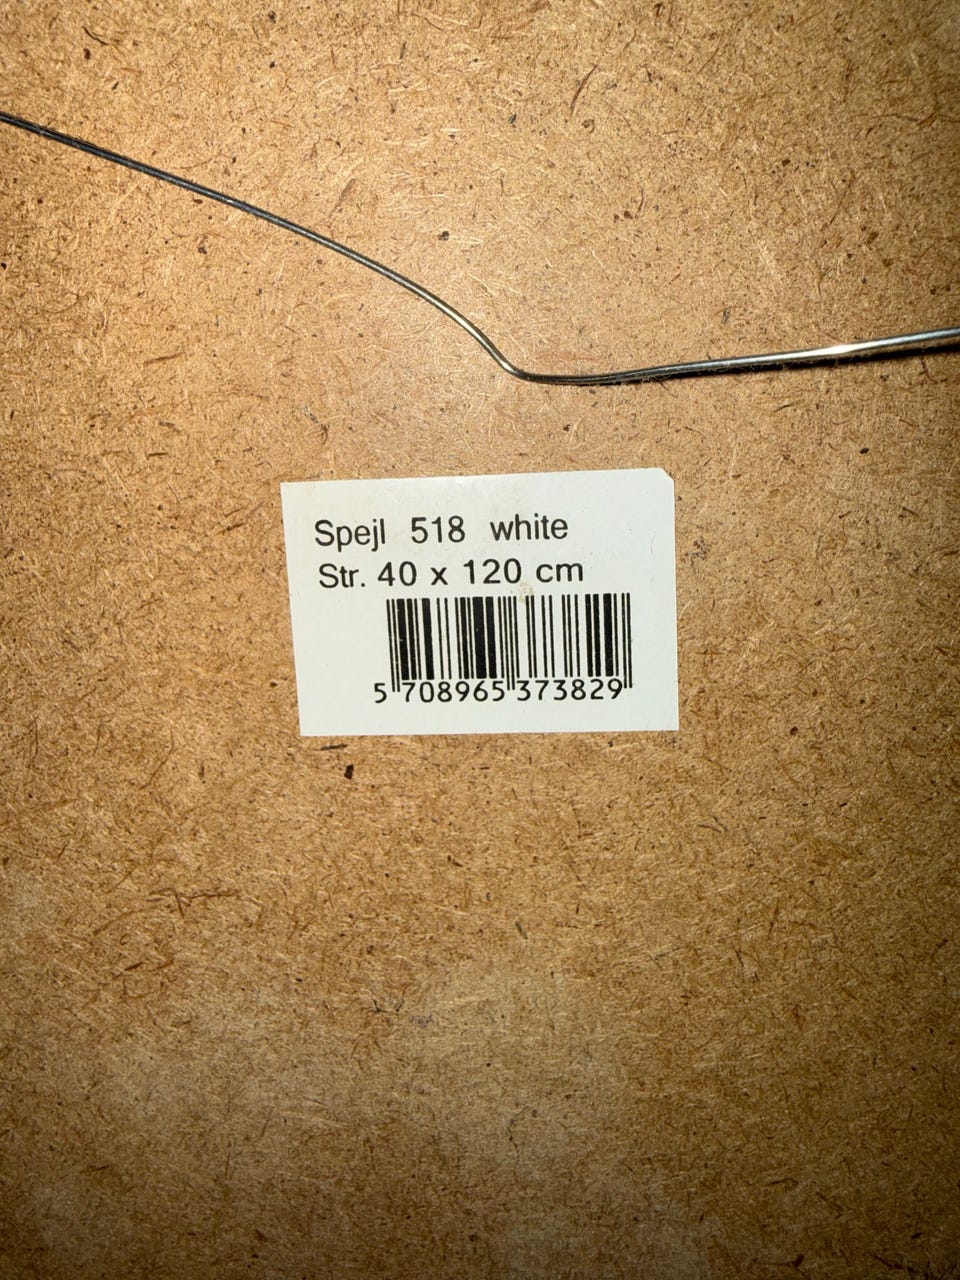 Spejl 518 white
Str. 40 x 120 cm
5 708965 373829